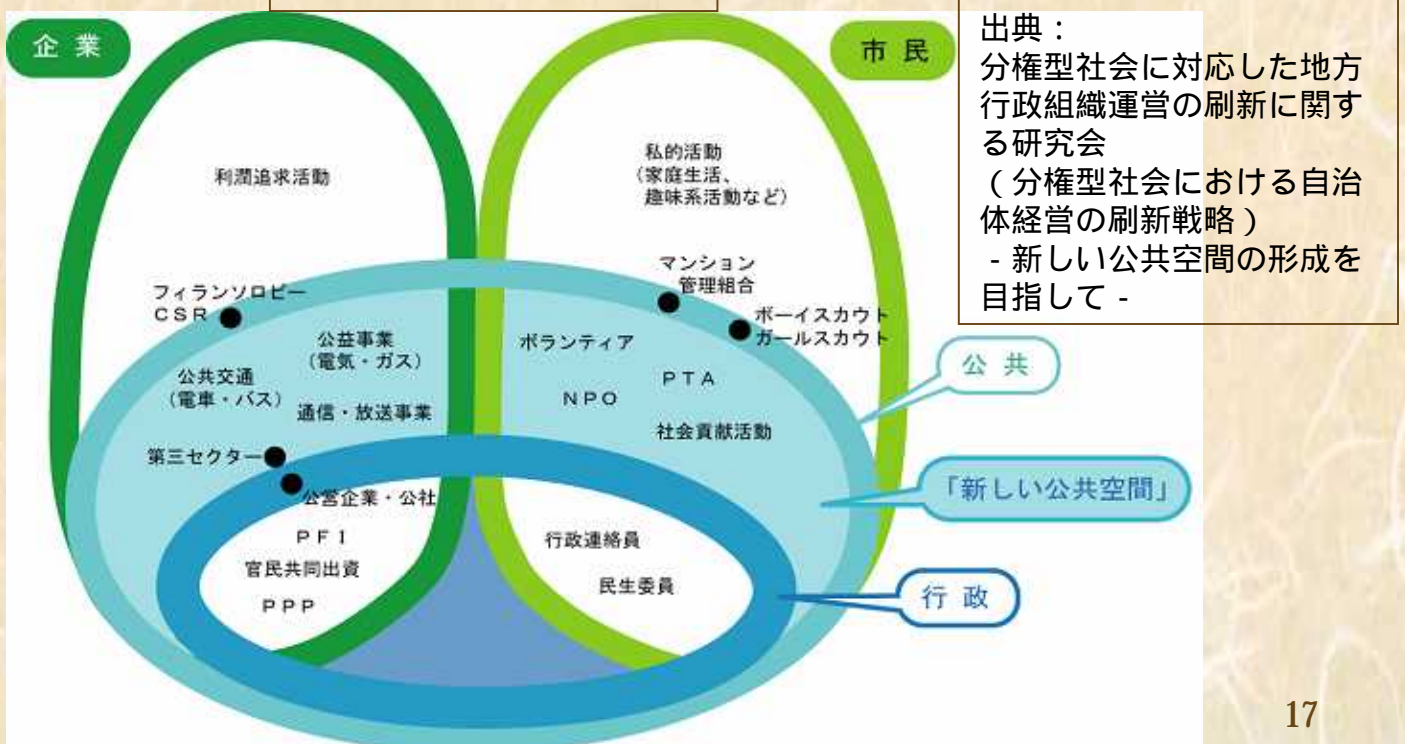 企業
市民
出典：
分権型社会に対応した地方
行政組織運営の刷新に関す
る研究会
（分権型社会における自治
体経営の刷新戦略）
- 新しい公共空間の形成を
目指して -
利潤追求活動
私的活動
（家庭生活、
趣味系活動など）
フィランソロピー
CSR
マンション
管理組合
ボーイスカウト
ガールスカウト
公益事業
（電気・ガス）
公共交通
（電車・バス）
通信・放送事業
ボランティア
PTA
NPO
社会貢献活動
公共
第三セクター
公営企業・公社
「新しい公共空間」
PFI
官民共同出資
PPP
行政連絡員
民生委員
行政
17